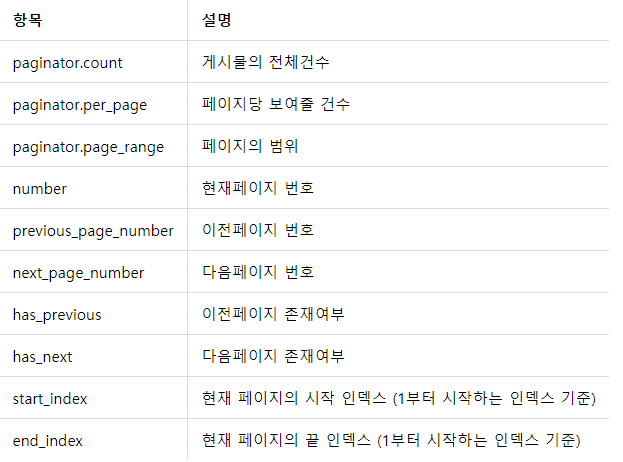 항목 설명
paginator.count 게시물의 전체건수
paginator.per_page 페이지당 보여줄 건수
paginator.page_range 페이지의 범위
number 현재페이지 번호
previous_page_number 이전페이지 번호
next_page_number 다음페이지 번호
has_previous 이전페이지 존재여부
has_next 다음페이지 존재여부
start_index 현재 페이지의 시작 인덱스 (1부터 시작하는 인덱스 기준)
end_index 현재 페이지의 끝 인덱스 (1부터 시작하는 인덱스 기준)